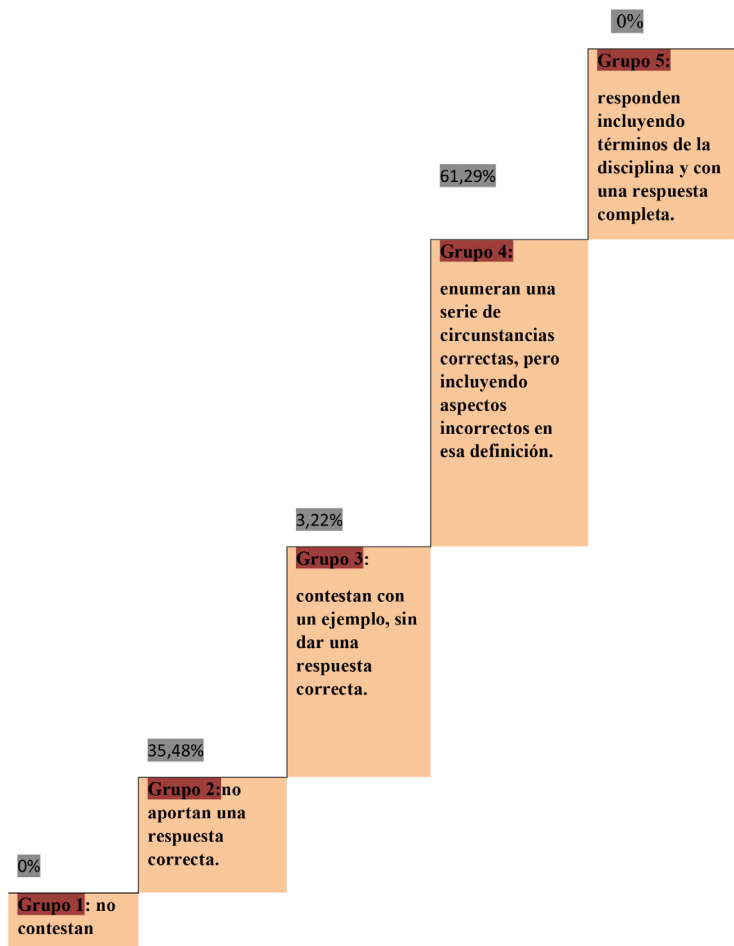 0%
Grupo 5:
responden
incluyendo
términos de la
disciplina y con
una respuesta
completa.
61,29%
Grupo 4:
enumeran una
serie de
circunstancias
correctas, pero
incluyendo
aspectos
incorrectos en
esa definición.
3,22%
Grupo 3:
contestan con
un ejemplo, sin
dar una
respuesta
correcta.
35,48%
Grupo 2:no
aportan una
respuesta
correcta.
0%
Grupo 1: no
contestan